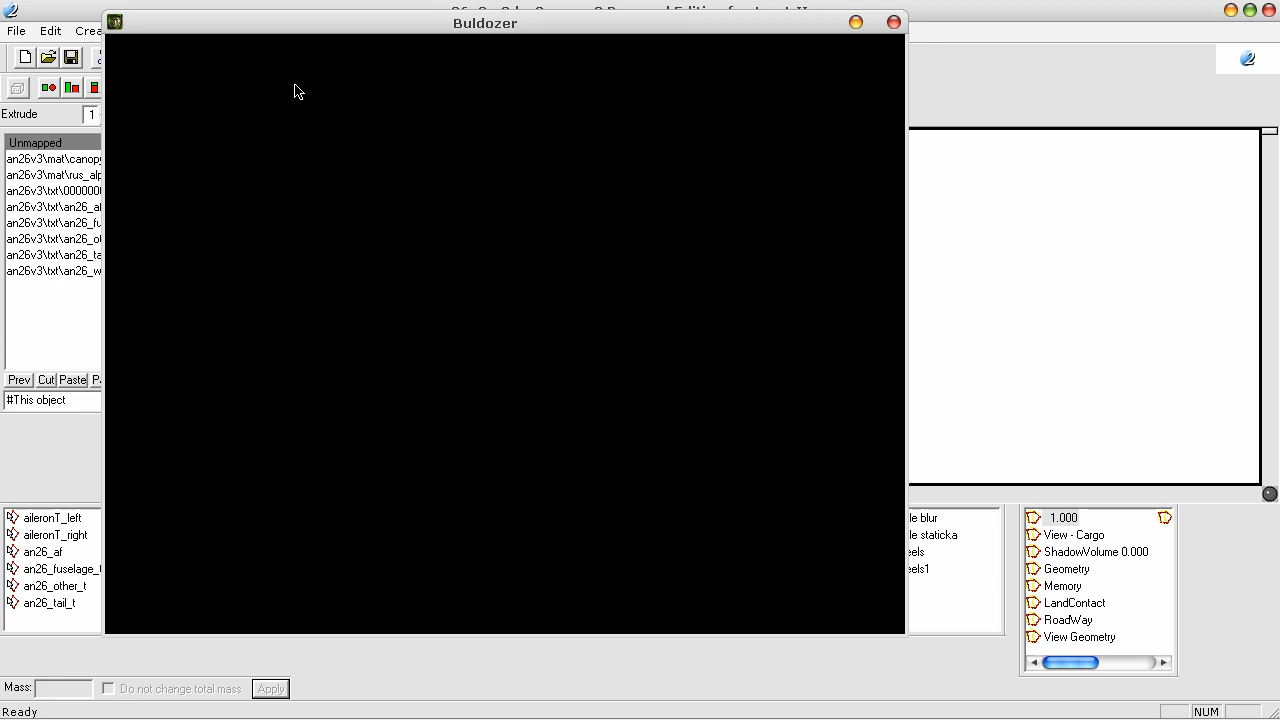 Buldozer
File Edit Crea
Extrude 1
Unmapped
an26v3\mat\canop
an26v3\mat\rus_alp
an26v3\txt\000000
an26v3\txt\an26_a
an26v3\txt\an26_fu
an26v3\txt\an26_o
an26v3\txt\an26_ta
an26v3\txt\an26_w
Prev Cut Paste
#This object
aileronT_left
aileronT_right
an26_af
an26_fuselage_
an26_other_t
an26_tail_t
le blur
le staticka
eels
eels1
1.000
View - Cargo
ShadowVolume 0.000
Geometry
Memory
LandContact
RoadWay
View Geometry
Mass: Do not change total mass Apply
Ready NUM